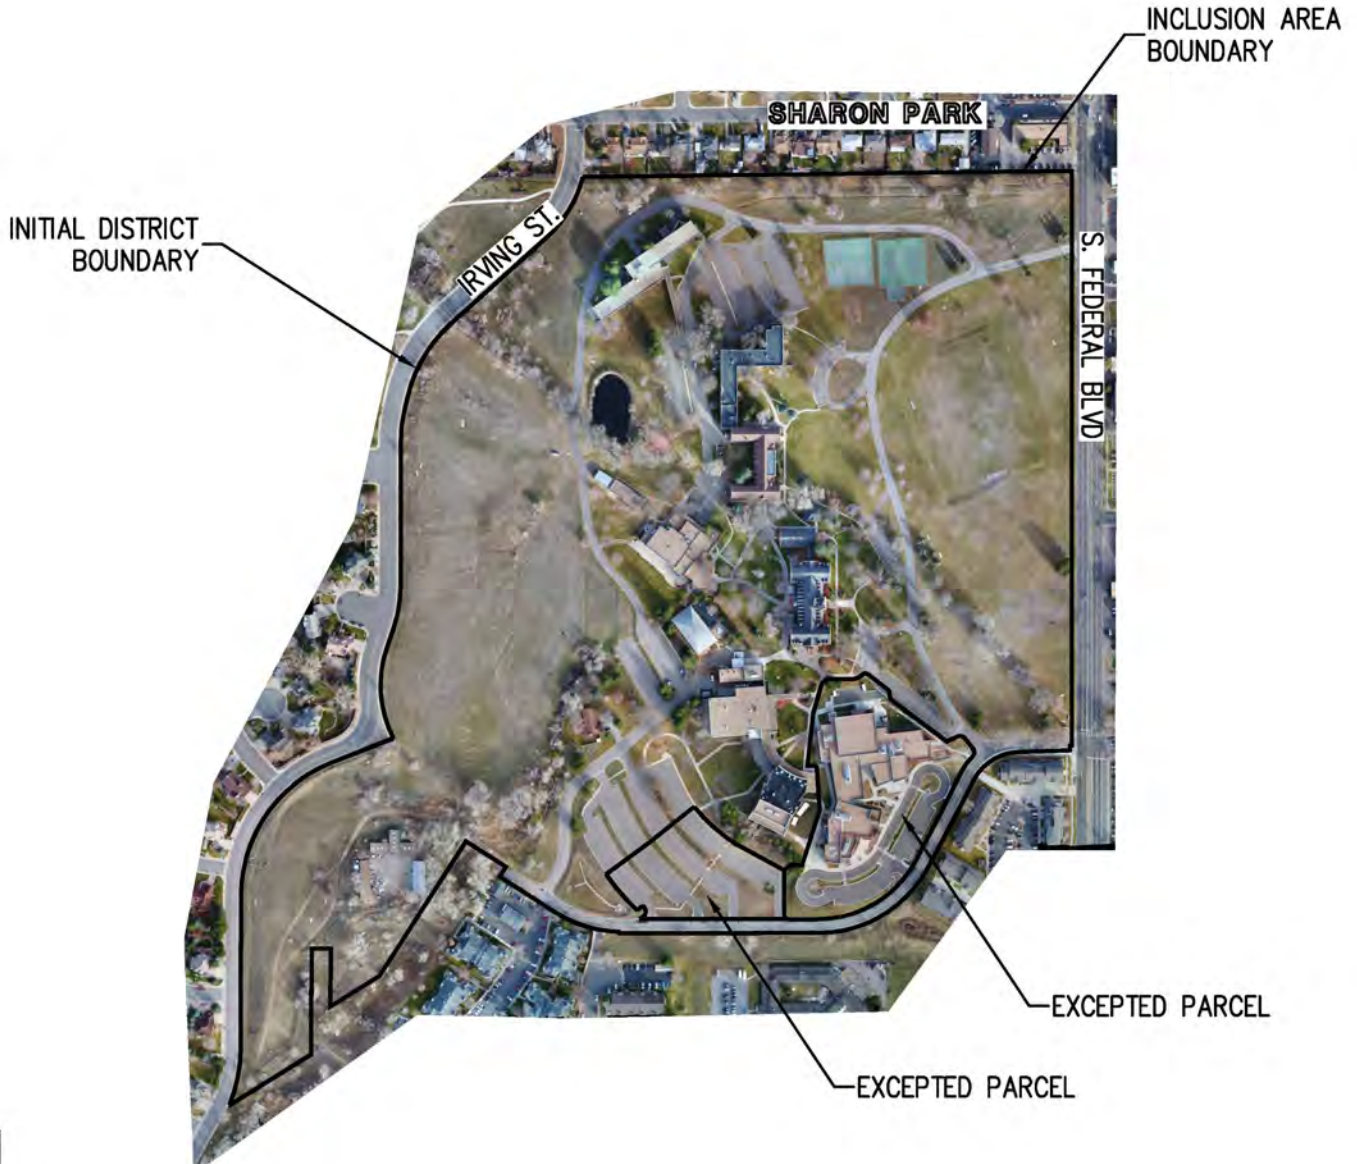 INCLUSION AREA
BOUNDARY
SHARON PARK
INITIAL DISTRICT
BOUNDARY
IRVING ST.
S. FEDERAL BLVD
EXCEPTED PARCEL
EXCEPTED PARCEL